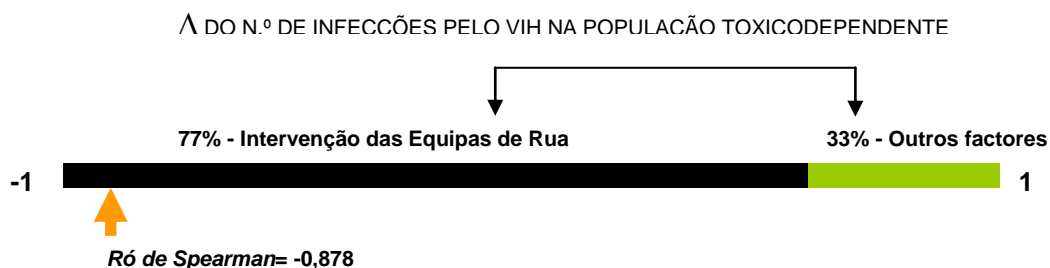 Λ DO N.º DE INFECÇÕES PELO VIH NA POPULAÇÃO TOXICODEPENDENTE
77% - Intervenção das Equipas de Rua 33% - Outros factores
-1 1
Ró de Spearman= -0,878